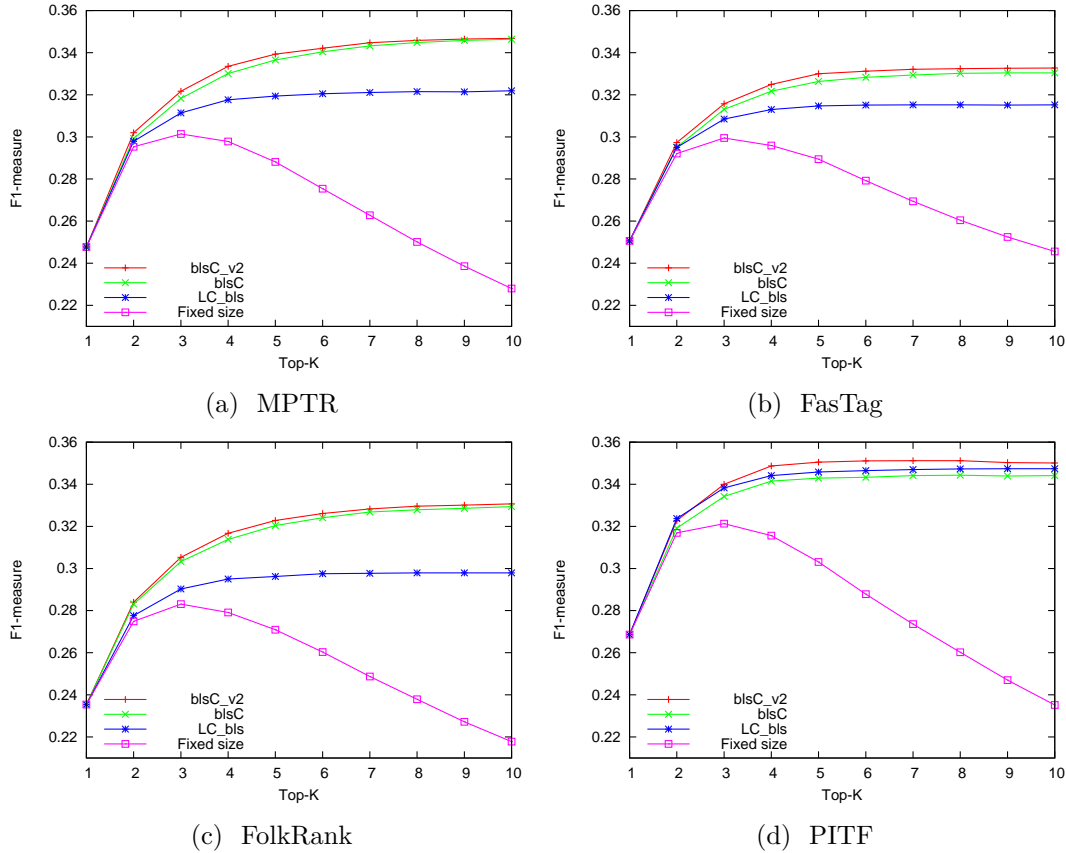 0.36
0.34
0.32
0.3
0.28
0.26
0.24
0.22
F1-measure
blsC_v2
blsC
LC_bls
Fixed size
1 2 3 4 5 6 7 8 9 10
Top-K
(a) MPTR
0.36
0.34
0.32
0.3
0.28
0.26
0.24
0.22
F1-measure
blsC_v2
blsC
LC_bls
Fixed size
1 2 3 4 5 6 7 8 9 10
Top-K
(b) FasTag
0.36
0.34
0.32
0.3
0.28
0.26
0.24
0.22
F1-measure
blsC_v2
blsC
LC_bls
Fixed size
1 2 3 4 5 6 7 8 9 10
Top-K
(c) FolkRank
0.36
0.34
0.32
0.3
0.28
0.26
0.24
0.22
F1-measure
blsC_v2
blsC
LC_bls
Fixed size
1 2 3 4 5 6 7 8 9 10
Top-K
(d) PITF